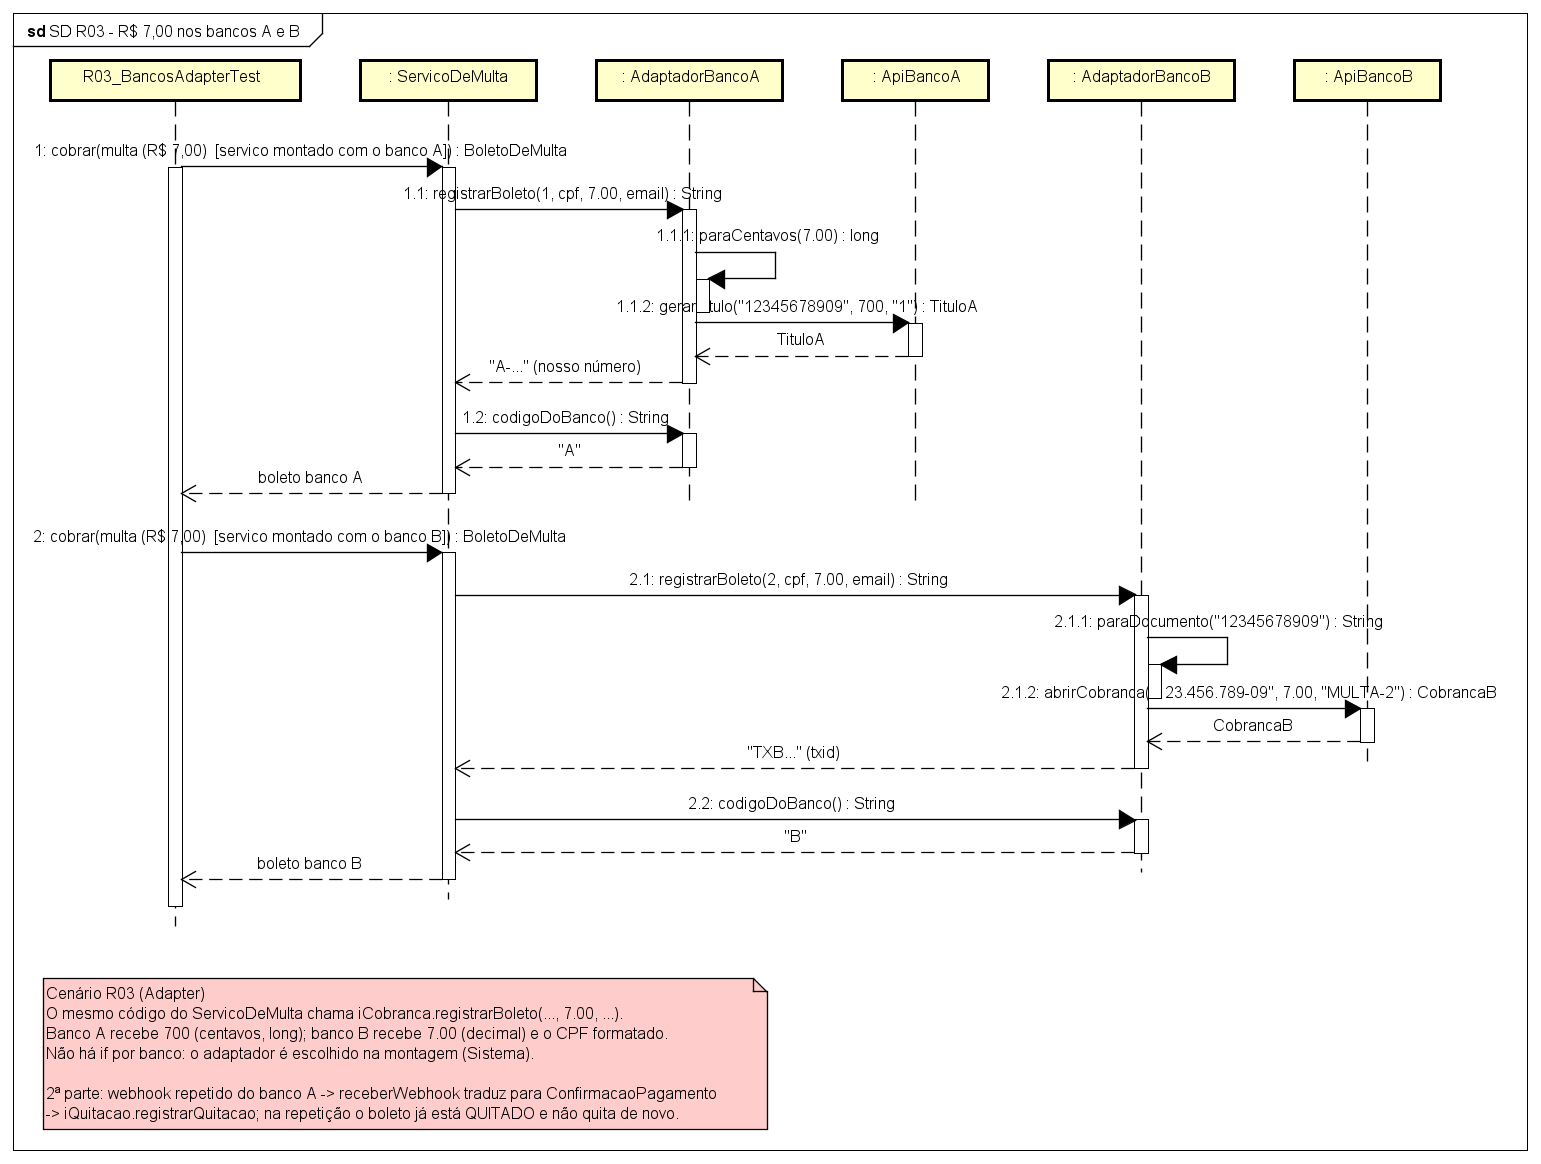 sd SD R03 - R$ 7,00 nos bancos A e B
R03_BancosAdapterTest
: ServicoDeMulta
: AdaptadorBancoA
: ApiBancoA
: AdaptadorBancoB
: ApiBancoB
1: cobrar(multa (R$ 7,00) [servico montado com o banco A]) : BoletoDeMulta
1.1: registrarBoleto(1, cpf, 7.00, email) : String
1.1.1: paraCentavos(7.00) : long
1.1.2: gerarTitulo("12345678909", 700, "1") : TituloA
TituloA
"A-..." (nosso número)
1.2: codigoDoBanco() : String
"A"
boleto banco A
2: cobrar(multa (R$ 7,00) [servico montado com o banco B]) : BoletoDeMulta
2.1: registrarBoleto(2, cpf, 7.00, email) : String
2.1.1: paraDocumento("12345678909") : String
2.1.2: abrirCobranca("123.456.789-09", 7.00, "MULTA-2") : CobrancaB
CobrancaB
"TXB..." (txid)
2.2: codigoDoBanco() : String
"B"
boleto banco B
Cenário R03 (Adapter)
O mesmo código do ServicoDeMulta chama iCobranca.registrarBoleto(..., 7.00, ...).
Banco A recebe 700 (centavos, long); banco B recebe 7.00 (decimal) e o CPF formatado.
Não há if por banco: o adaptador é escolhido na montagem (Sistema).
2ª parte: webhook repetido do banco A -> receberWebhook traduz para ConfirmacaoPagamento
-> iQuitacao.registrarQuitacao; na repetição o boleto já está QUITADO e não quita de novo.